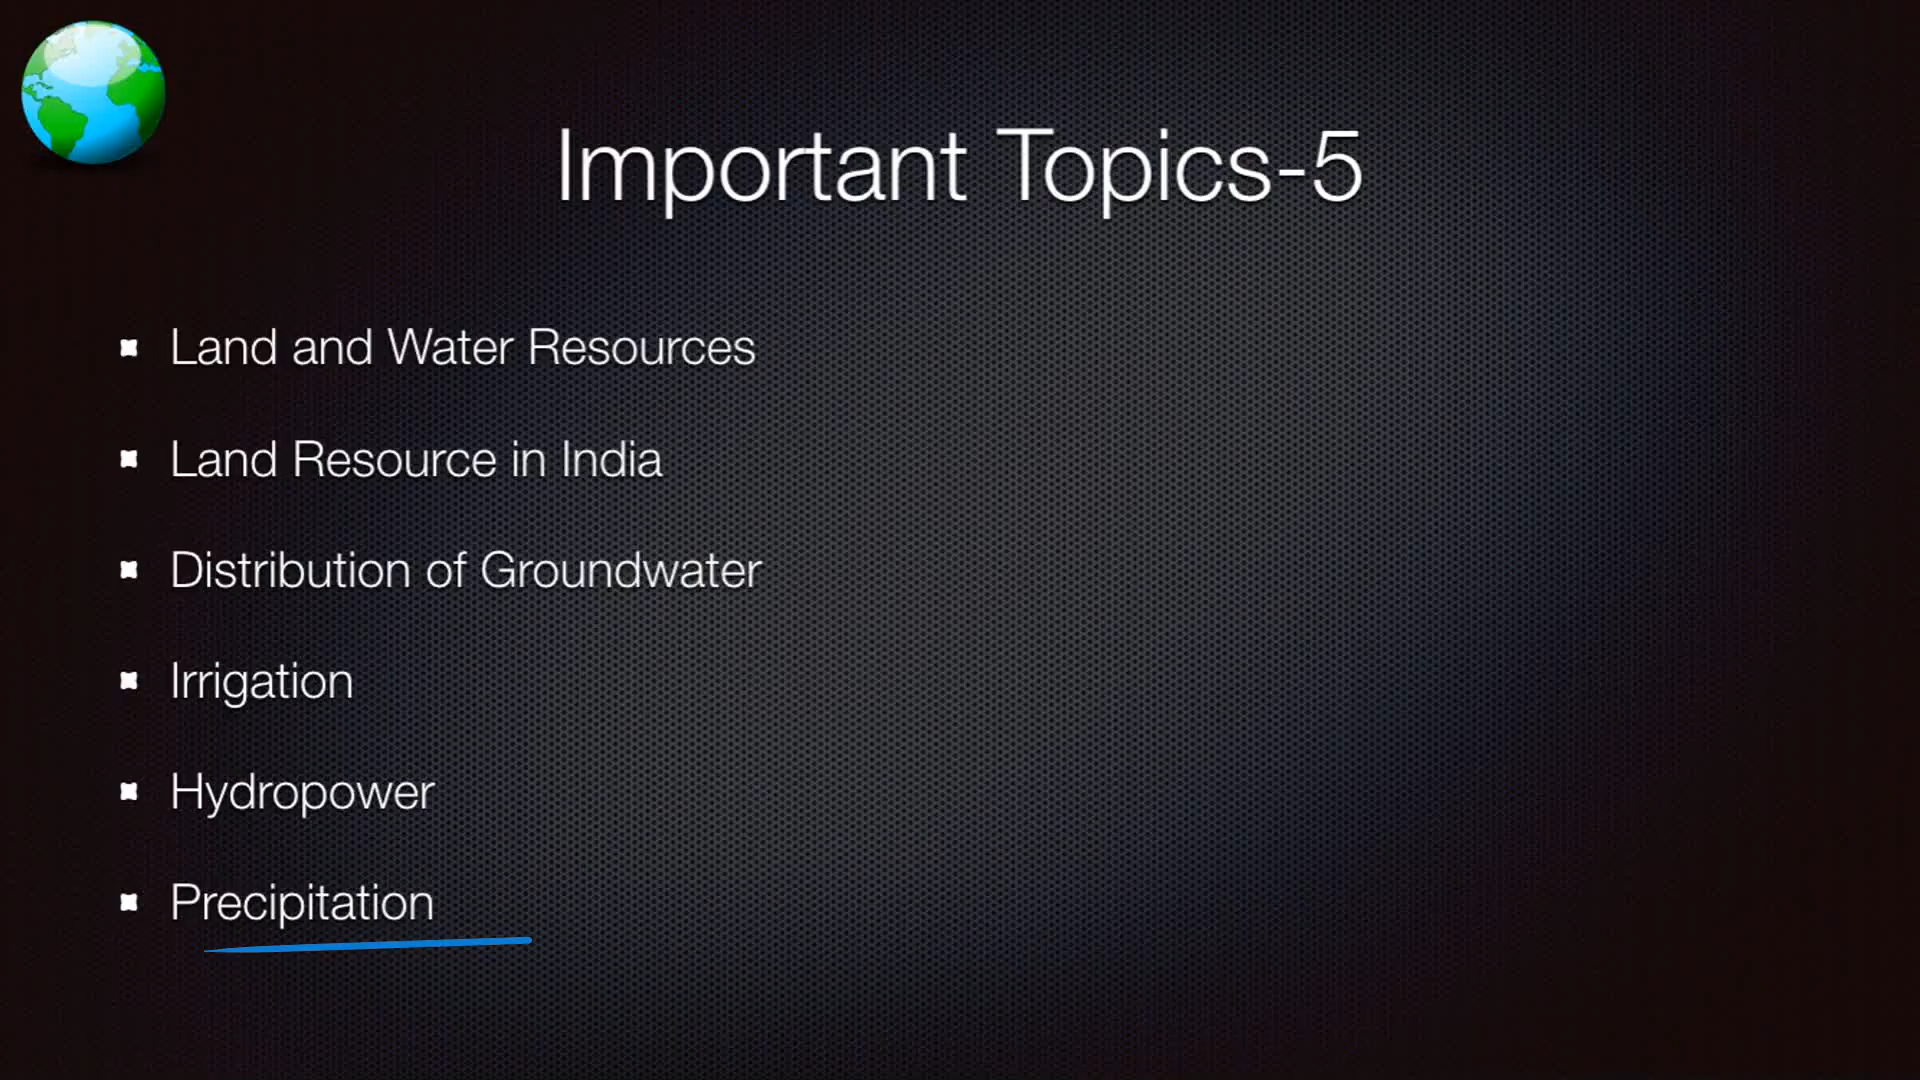 Important Topics-5
Land and Water Resources
Land Resource in India
Distribution of Groundwater
Irrigation
Hydropower
Precipitation